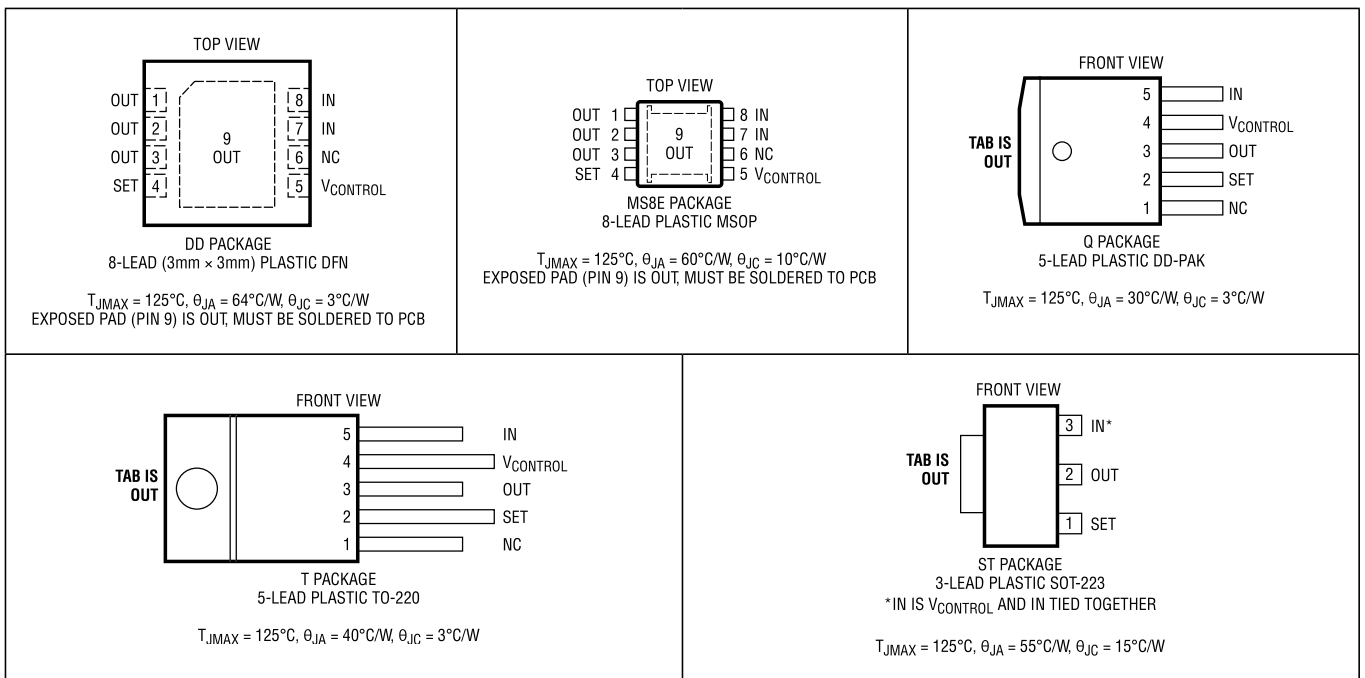 TOP VIEW
OUT 1
OUT 2
OUT 3
SET 4
9
OUT
8 IN
7 IN
6 NC
5 VCONTROL
DD PACKAGE
8-LEAD (3mm × 3mm) PLASTIC DFN
TJMAX = 125°C, θJA = 64°C/W, θJC = 3°C/W
EXPOSED PAD (PIN 9) IS OUT, MUST BE SOLDERED TO PCB
TOP VIEW
OUT 1
OUT 2
OUT 3
SET 4
9
OUT
8 IN
7 IN
6 NC
5 VCONTROL
MS8E PACKAGE
8-LEAD PLASTIC MSOP
TJMAX = 125°C, θJA = 60°C/W, θJC = 10°C/W
EXPOSED PAD (PIN 9) IS OUT, MUST BE SOLDERED TO PCB
FRONT VIEW
TAB IS
OUT
5 IN
4 VCONTROL
3 OUT
2 SET
1 NC
Q PACKAGE
5-LEAD PLASTIC DD-PAK
TJMAX = 125°C, θJA = 30°C/W, θJC = 3°C/W
FRONT VIEW
TAB IS
OUT
5 IN
4 VCONTROL
3 OUT
2 SET
1 NC
T PACKAGE
5-LEAD PLASTIC TO-220
TJMAX = 125°C, θJA = 40°C/W, θJC = 3°C/W
FRONT VIEW
TAB IS
OUT
3 IN*
2 OUT
1 SET
ST PACKAGE
3-LEAD PLASTIC SOT-223
*IN IS VCONTROL AND IN TIED TOGETHER
TJMAX = 125°C, θJA = 55°C/W, θJC = 15°C/W